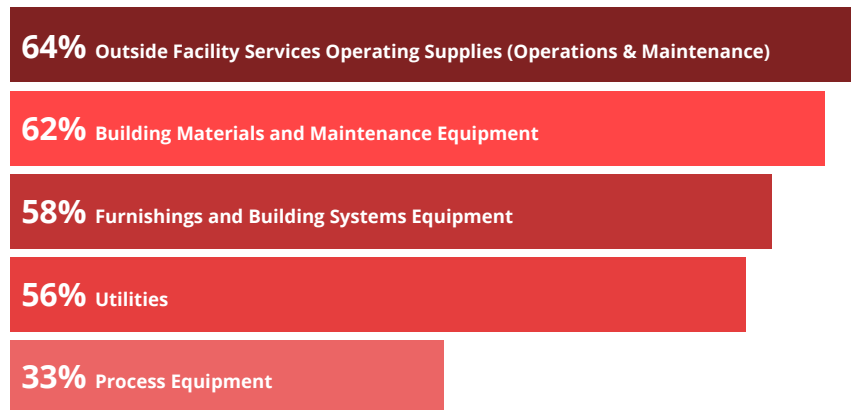 64% Outside Facility Services Operating Supplies (Operations & Maintenance)
62% Building Materials and Maintenance Equipment
58% Furnishings and Building Systems Equipment
56% Utilities
33% Process Equipment